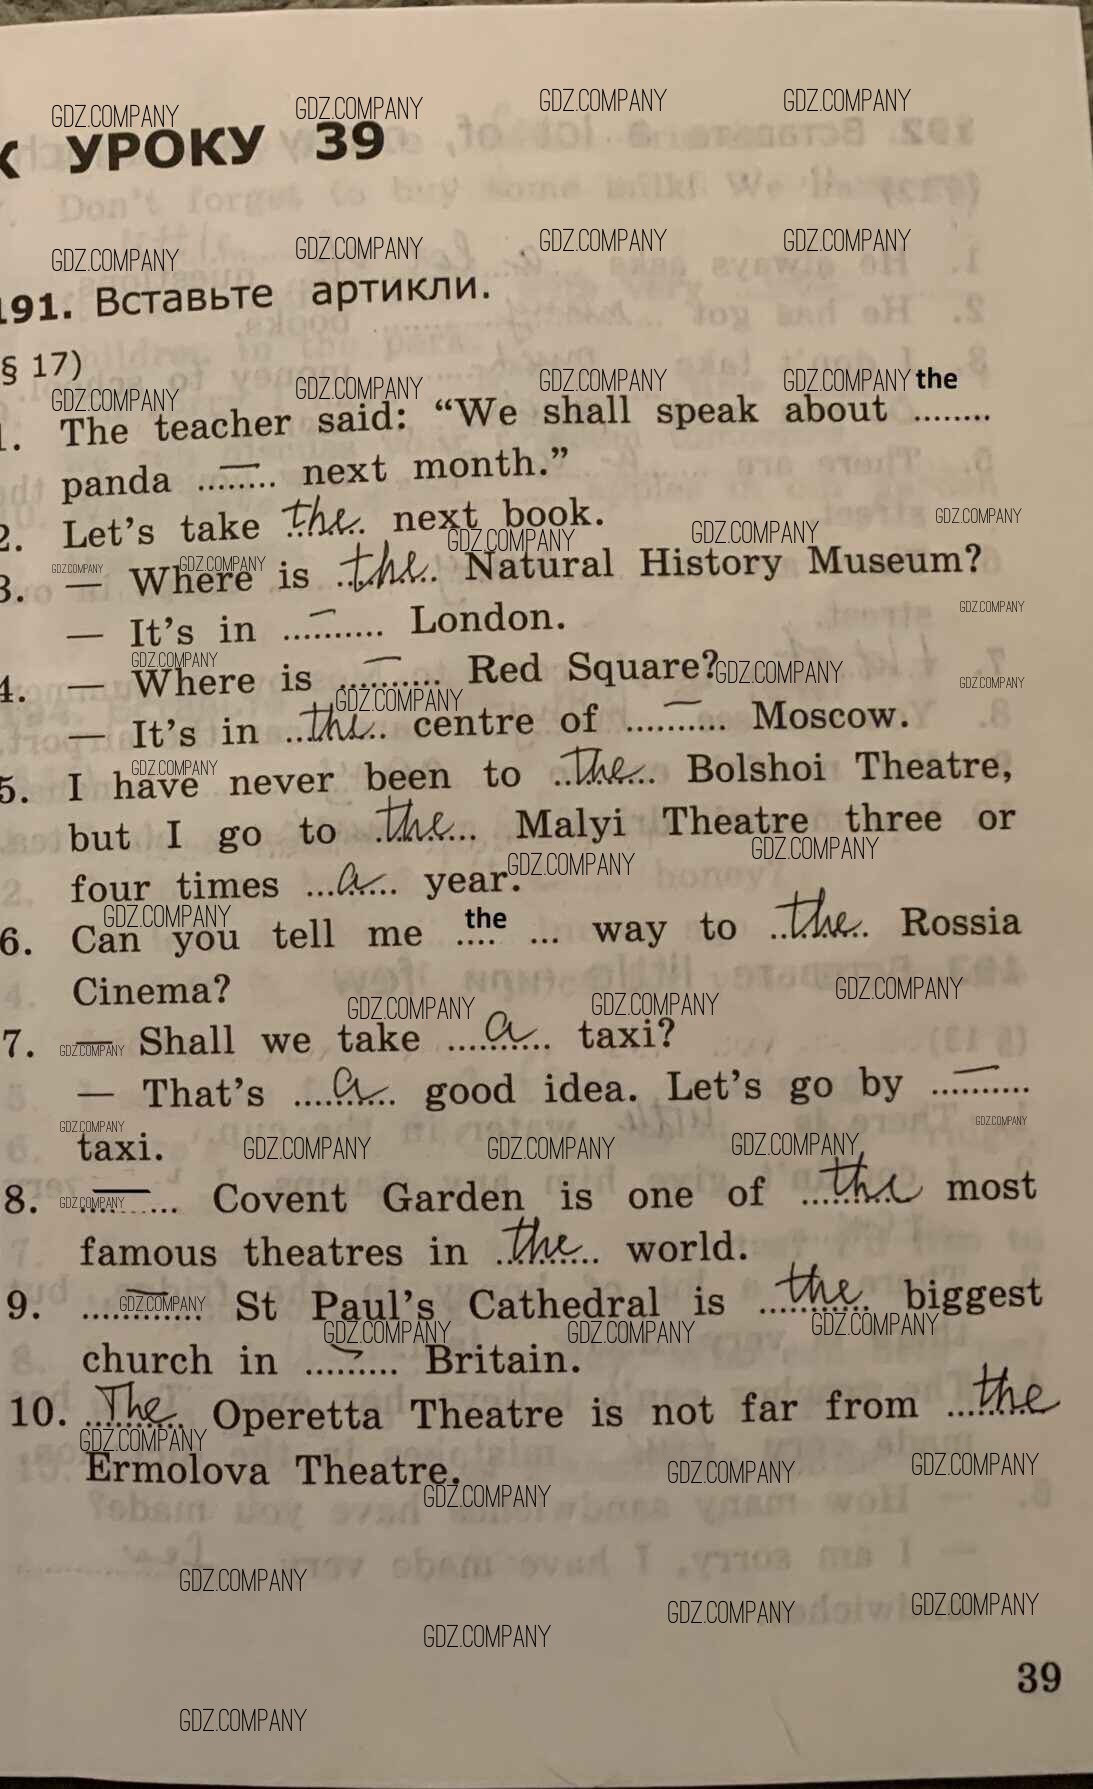 К УРОКУ 39
191. Вставьте артикли.
§ 17)
1. The teacher said: “We shall speak about the
panda — next month.”
2. Let’s take the next book.
3. — Where is the Natural History Museum?
— It’s in — London.
4. — Where is — Red Square?
— It’s in the centre of — Moscow.
5. I have never been to the Bolshoi Theatre,
but I go to the Malyi Theatre three or
four times a year.
6. Can you tell me the way to the Rossia
Cinema?
7. — Shall we take a taxi?
— That’s a good idea. Let’s go by —
taxi.
8. — Covent Garden is one of the most
famous theatres in the world.
9. — St Paul’s Cathedral is the biggest
church in — Britain.
10. The Operetta Theatre is not far from the
Ermolova Theatre.
39
GDZ.COMPANY